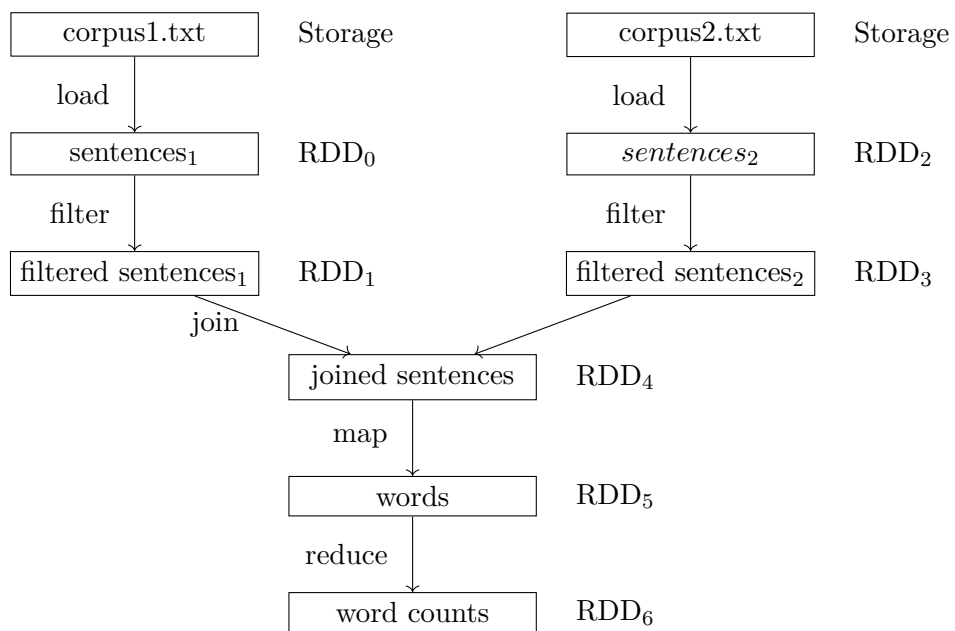 corpus1.txt Storage corpus2.txt Storage
load load
sentences₁ RDD₀ sentences₂ RDD₂
filter filter
filtered sentences₁ RDD₁ filtered sentences₂ RDD₃
join
joined sentences RDD₄
map
words RDD₅
reduce
word counts RDD₆